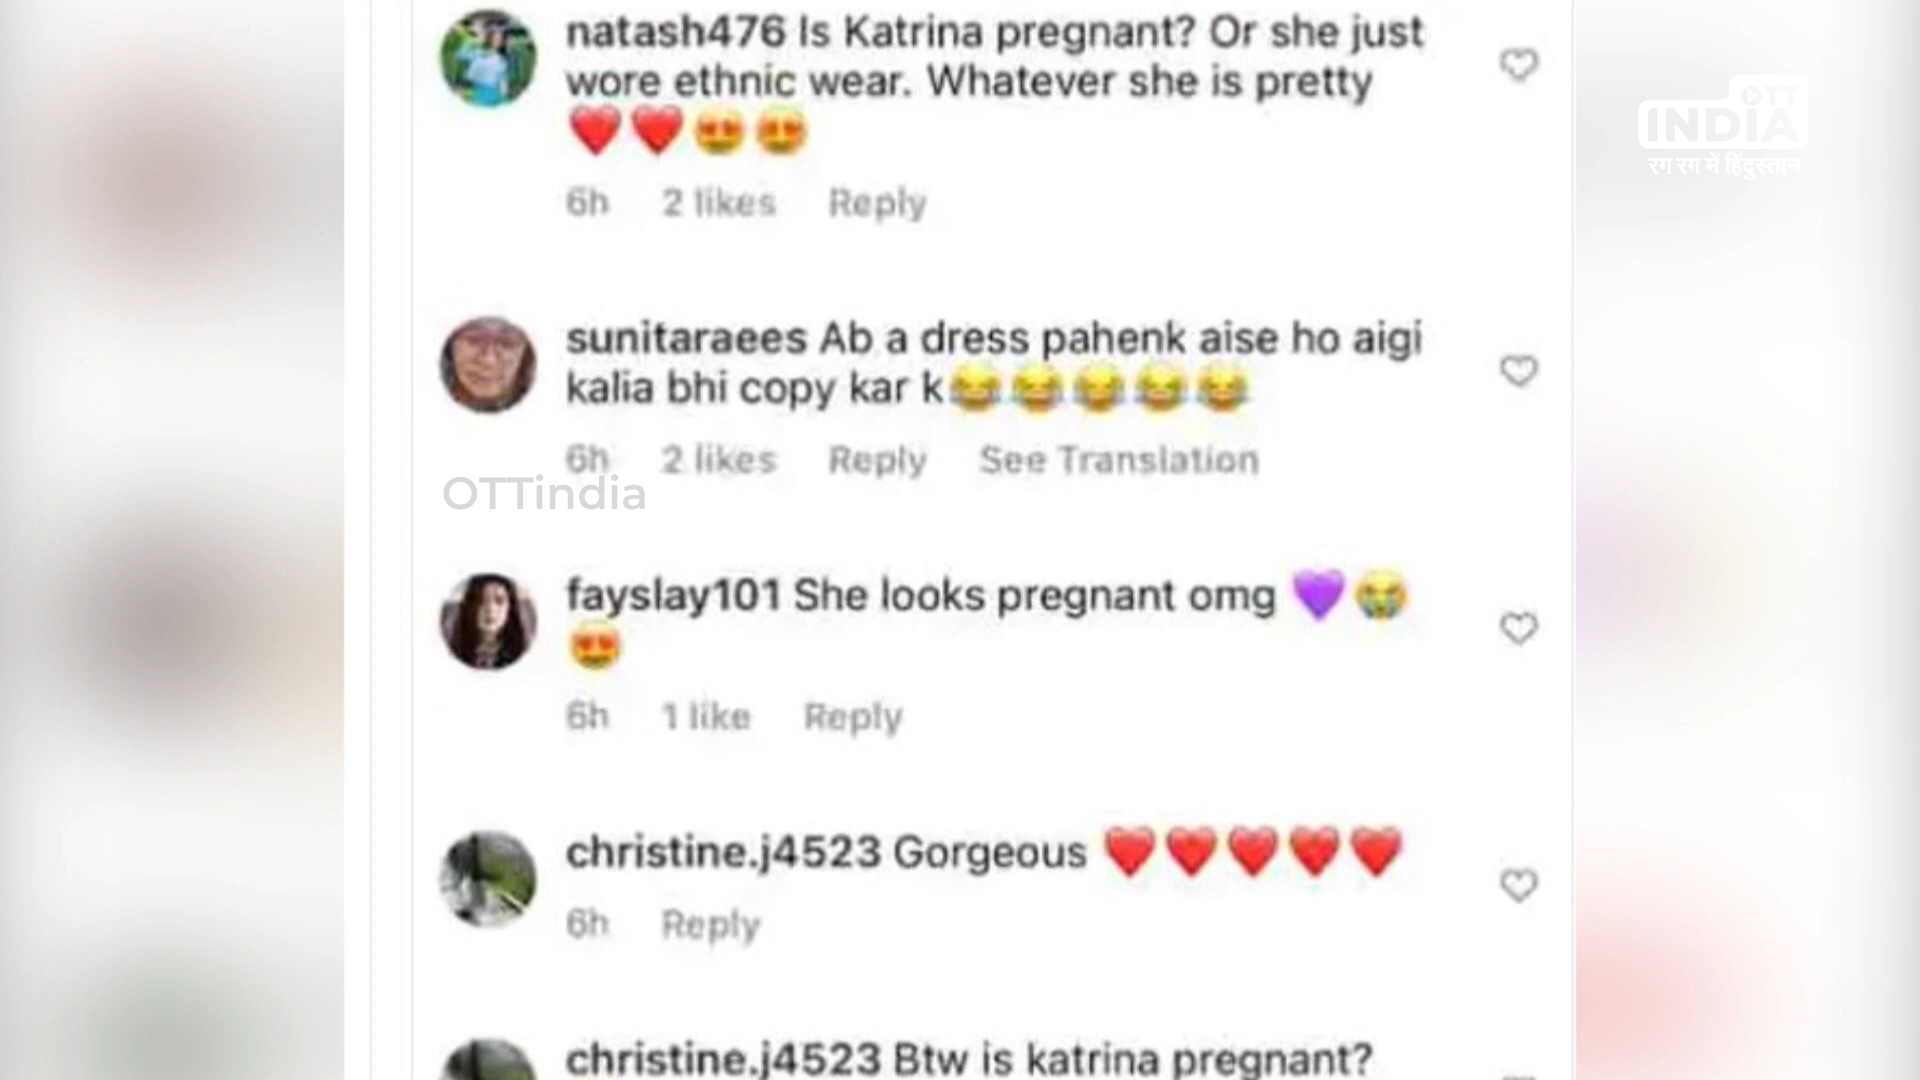 natash476 Is Katrina pregnant? Or she just
wore ethnic wear. Whatever she is pretty
❤️❤️😍😍
6h 2 likes Reply
OTT
INDIA
रग रग में हिंदुस्तान
sunitaraees Ab a dress pahenk aise ho aigi
kalia bhi copy kar k😂😂😂😂😂
6h 2 likes Reply See Translation
OTTindia
fayslay101 She looks pregnant omg 💜😭
😍
6h 1 like Reply
christine.j4523 Gorgeous ❤️❤️❤️❤️❤️
6h Reply
christine.j4523 Btw is katrina pregnant?